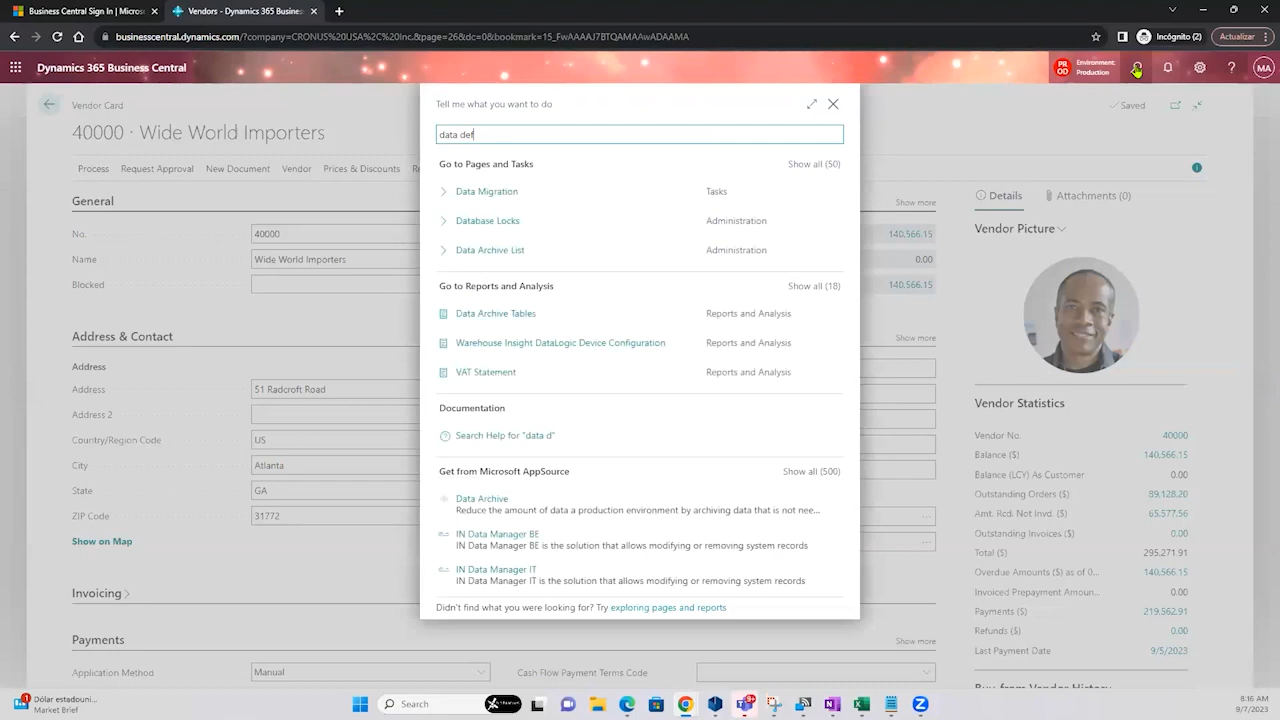 Business Central Sign In | Micros
Vendors - Dynamics 365 Business
businesscentral.dynamics.com/?company=CRONUS%20USA%2C%20Inc.&page=26&dc=0&bookmark=15_FwAAAAJ7BTQAMAAwADAAMA
Incógnito (2)
Actualizar
Dynamics 365 Business Central
PR
OD
Environment:
Production
MA
Vendor Card
Saved
40000 · Wide World Importers
Process
Request Approval
New Document
Vendor
Prices & Discounts
General
Show more
No.
40000
140,566.15
Name
Wide World Importers
0.00
Blocked
140,566.15
Address & Contact
Show more
Address
Address
51 Radcroft Road
Address 2
Country/Region Code
US
City
Atlanta
State
GA
ZIP Code
31772
Show on Map
Invoicing
Payments
Show more
Application Method
Manual
Cash Flow Payment Terms Code
Tell me what you want to do
data def
Go to Pages and Tasks
Show all (50)
Data Migration
Tasks
Database Locks
Administration
Data Archive List
Administration
Go to Reports and Analysis
Show all (18)
Data Archive Tables
Reports and Analysis
Warehouse Insight DataLogic Device Configuration
Reports and Analysis
VAT Statement
Reports and Analysis
Documentation
Search Help for "data d"
Get from Microsoft AppSource
Show all (500)
Data Archive
Reduce the amount of data a production environment by archiving data that is not nee...
IN Data Manager BE
IN Data Manager BE is the solution that allows modifying or removing system records
IN Data Manager IT
IN Data Manager IT is the solution that allows modifying or removing system records
Didn't find what you were looking for? Try exploring pages and reports
Details
Attachments (0)
Vendor Picture
Vendor Statistics
Vendor No.
40000
Balance ($)
140,566.15
Balance (LCY) As Customer
0.00
Outstanding Orders ($)
89,128.20
Amt. Rcd. Not Invd. ($)
65,577.56
Outstanding Invoices ($)
0.00
Total ($)
295,271.91
Overdue Amounts ($) as of 0...
140,566.15
Invoiced Prepayment Amoun...
0.00
Payments ($)
219,562.91
Refunds ($)
0.00
Last Payment Date
9/5/2023
Buy-from Vendor History
1
Dólar estadouni...
Market Brief
Search
8:16 AM
9/7/2023